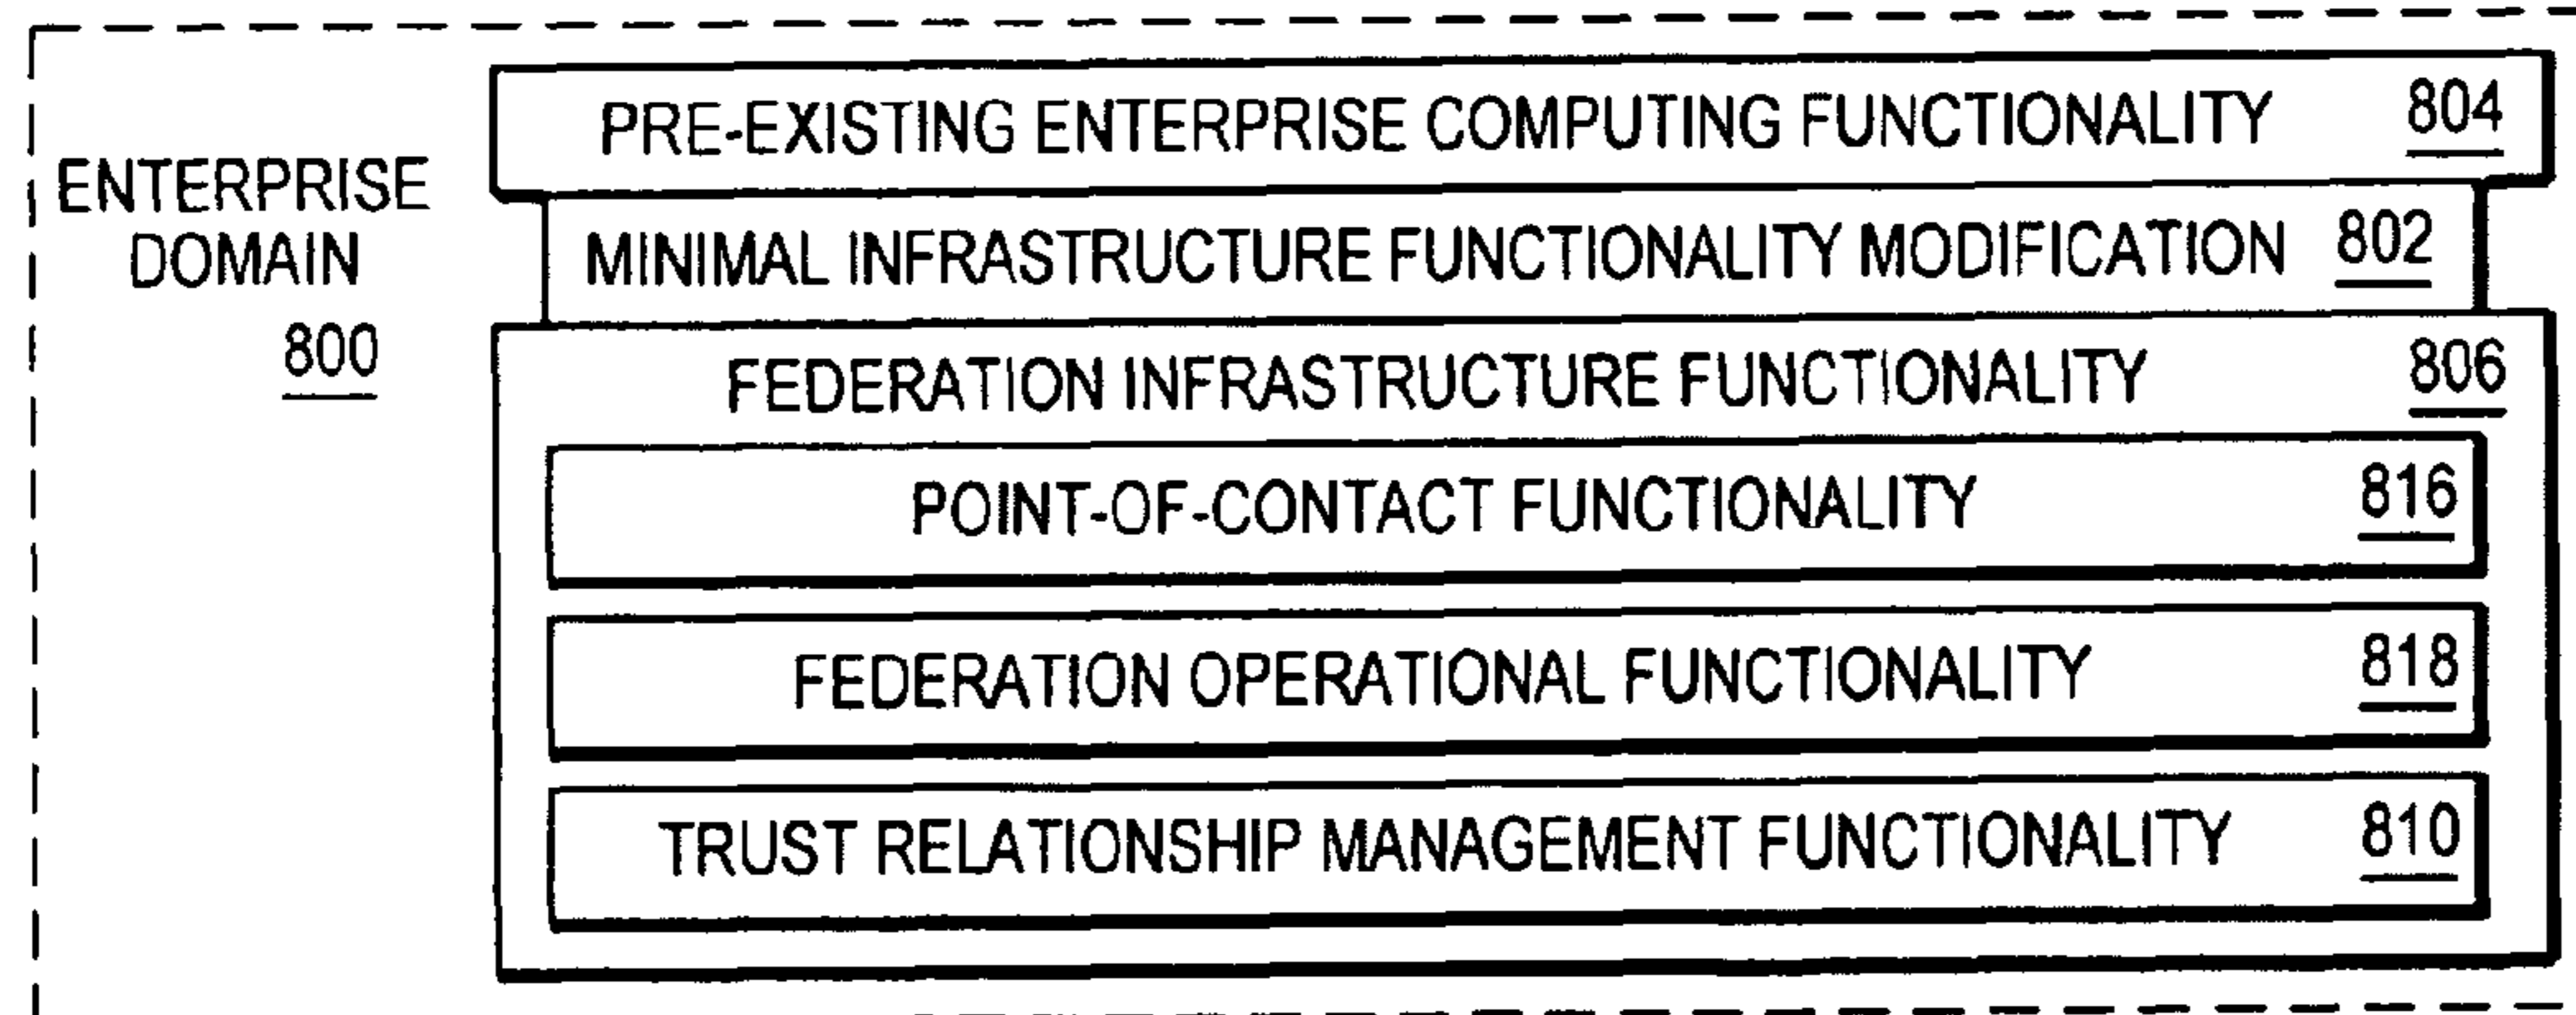 PRE-EXISTING ENTERPRISE COMPUTING FUNCTIONALITY 804
ENTERPRISE
DOMAIN
800
MINIMAL INFRASTRUCTURE FUNCTIONALITY MODIFICATION 802
FEDERATION INFRASTRUCTURE FUNCTIONALITY 806
POINT-OF-CONTACT FUNCTIONALITY 816
FEDERATION OPERATIONAL FUNCTIONALITY 818
TRUST RELATIONSHIP MANAGEMENT FUNCTIONALITY 810